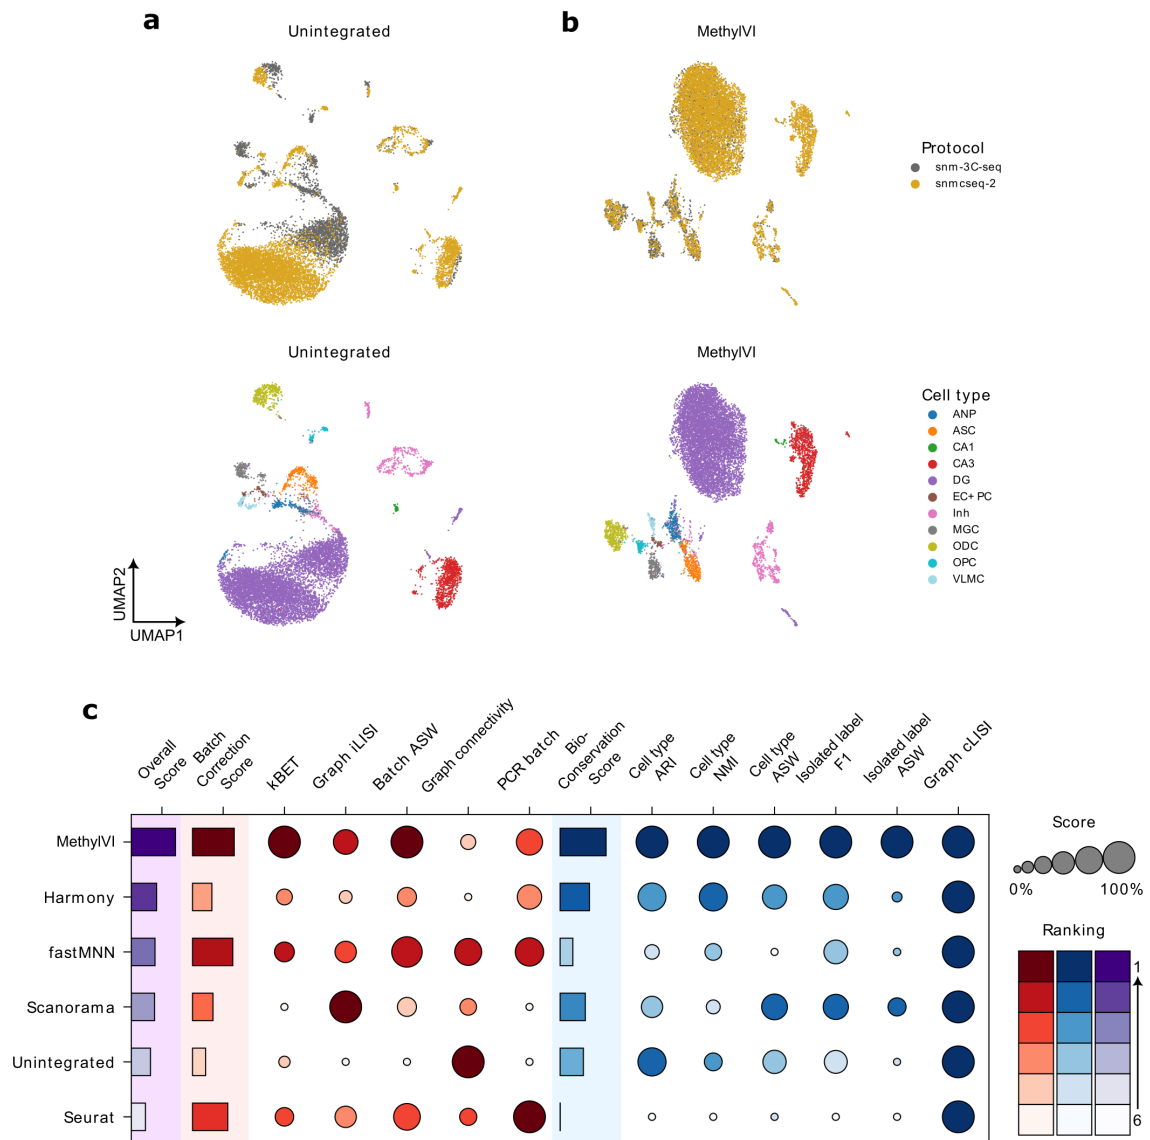 a
b
Unintegrated
MethylVI
Protocol
snm-3C-seq
snmcseq-2
Unintegrated
MethylVI
Cell type
ANP
ASC
CA1
CA3
DG
EC+ PC
Inh
MGC
ODC
OPC
VLMC
UMAP2
UMAP1
c
Overall
Score
Batch
Correction
Score
kBET
Graph iLISI
Batch ASW
Graph connectivity
PCR batch
Bio-
Conservation
Score
Cell type
ARI
Cell type
NMI
Cell type
ASW
Isolated label
F1
Isolated label
ASW
Graph cLISI
MethylVI
Harmony
fastMNN
Scanorama
Unintegrated
Seurat
Score
0% 100%
Ranking
1
6